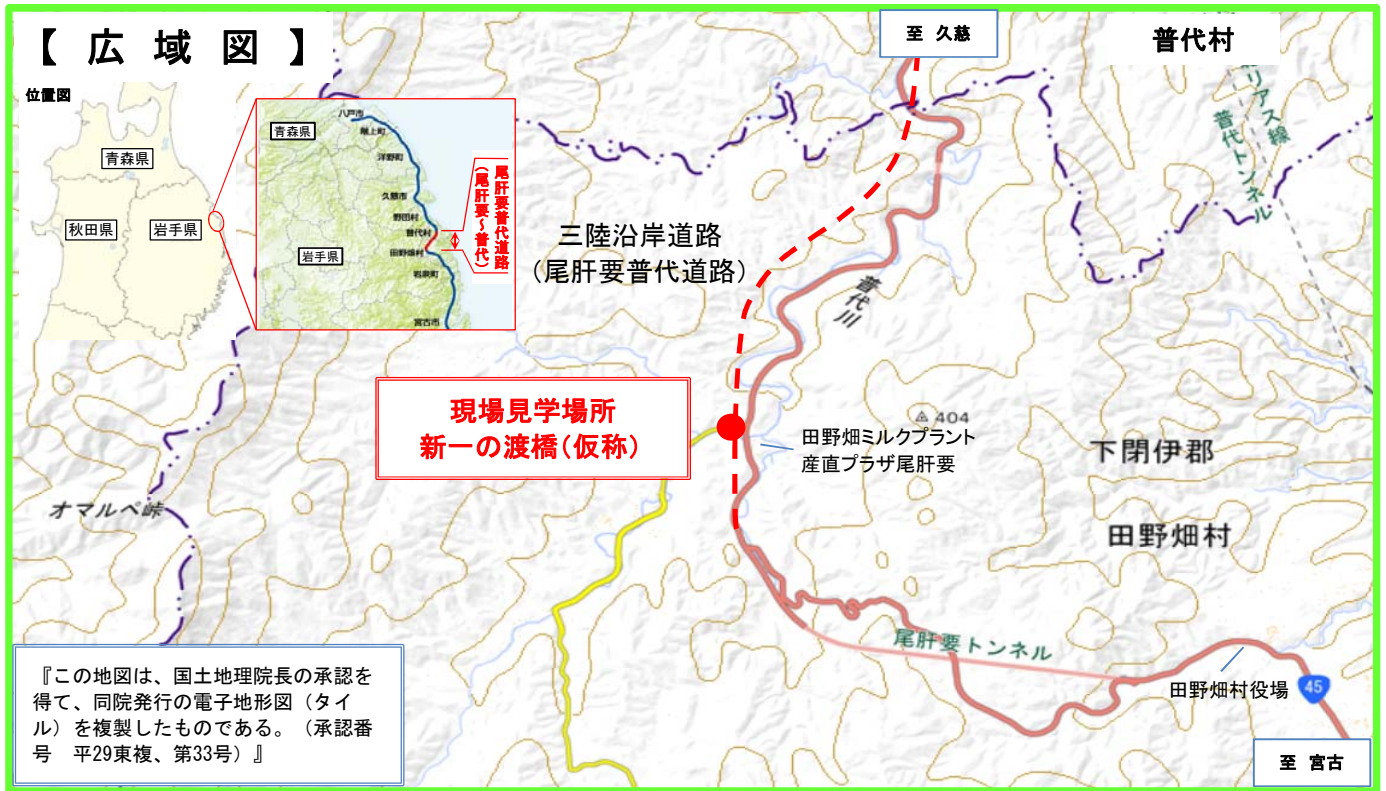 【 広 域 図 】
位置図
青森県
秋田県
岩手県
青森県
岩手県
八戸市
階上町
洋野町
久慈市
野田村
普代村
田野畑村
岩泉町
宮古市
尾肝要普代道路
(尾肝要~普代)
至 久慈
普代村
リアス線
普代トンネル
三陸沿岸道路
(尾肝要普代道路)
普代川
現場見学場所
新一の渡橋(仮称)
404
田野畑ミルクプラント
産直プラザ尾肝要
下閉伊郡
田野畑村
オマルペ峠
尾肝要トンネル
田野畑村役場
45
至 宮古
『この地図は、国土地理院長の承認を
得て、同院発行の電子地形図(タイ
ル)を複製したものである。(承認番
号 平29東複、第33号)』